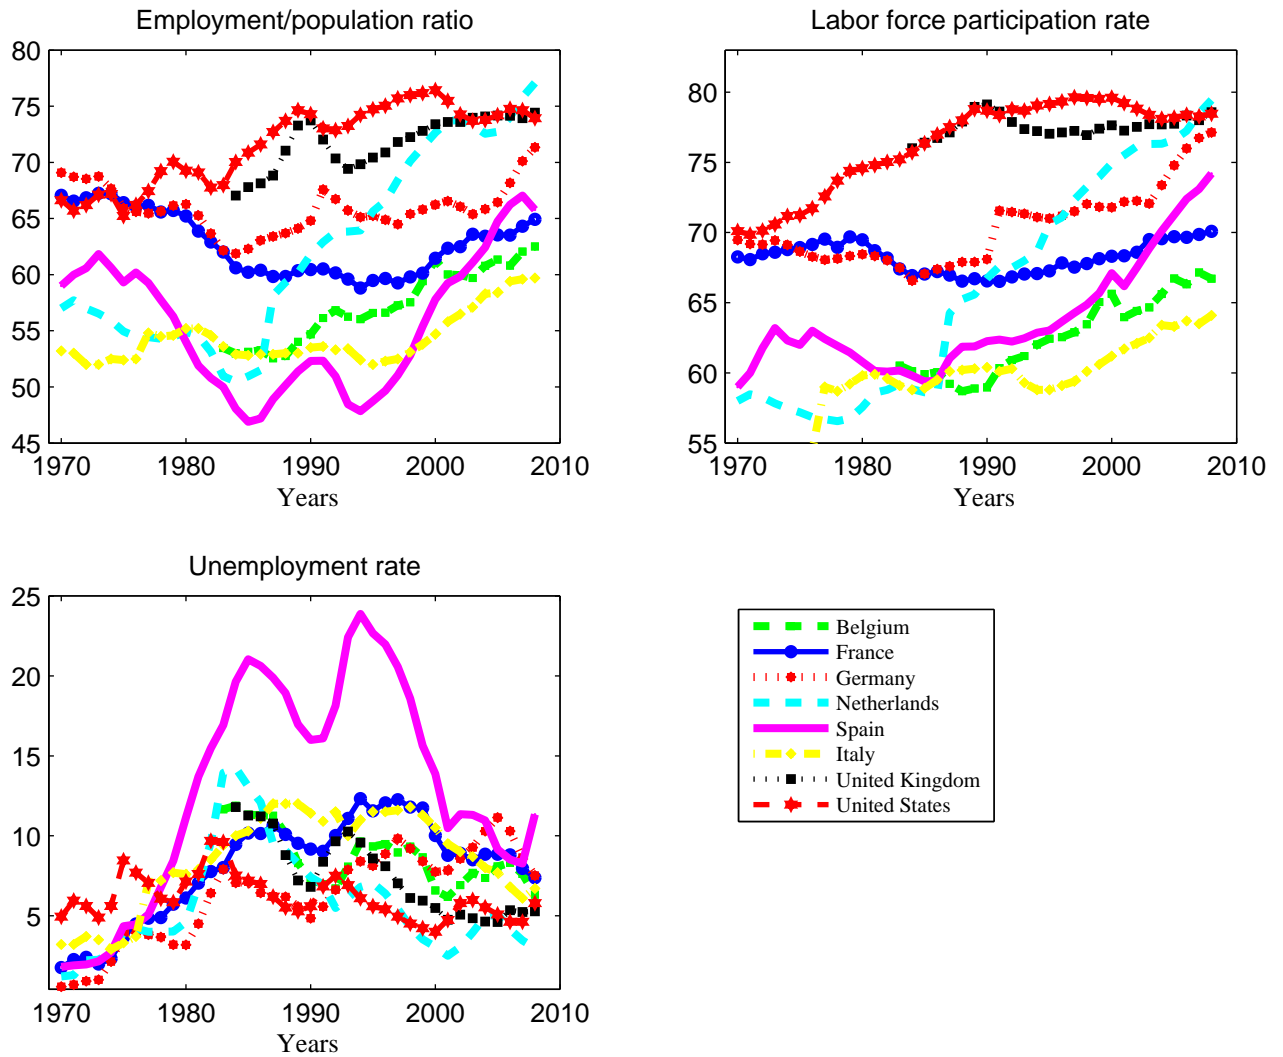 Employment/population ratio
80
75
70
65
60
55
50
45
1970 1980 1990 2000 2010
Years
Labor force participation rate
80
75
70
65
60
55
1970 1980 1990 2000 2010
Years
Unemployment rate
25
20
15
10
5
1970 1980 1990 2000 2010
Years
Belgium
France
Germany
Netherlands
Spain
Italy
United Kingdom
United States